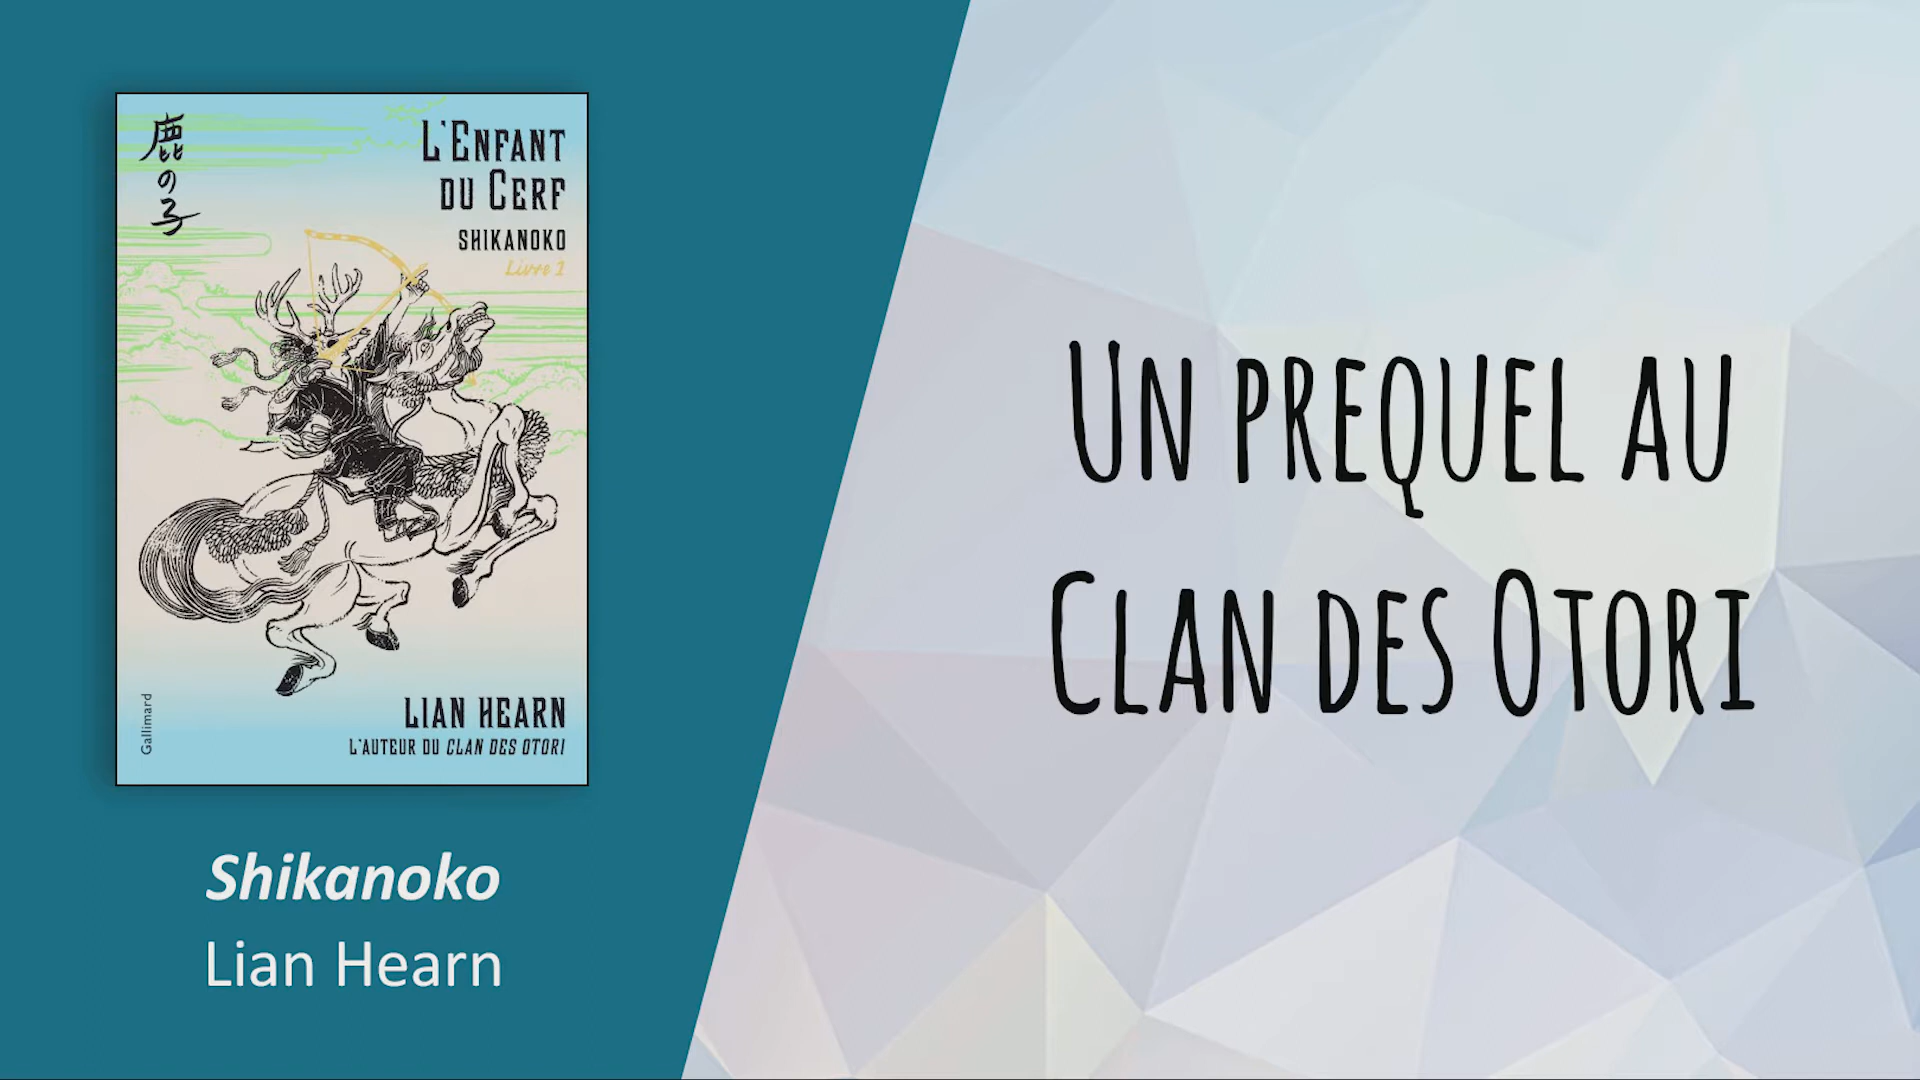 鹿の子
L'ENFANT
DU CERF
SHIKANOKO
Livre 1
LIAN HEARN
L'AUTEUR DU CLAN DES OTORI
Gallimard
Shikanoko
Lian Hearn
UN PREQUEL AU
CLAN DES OTORI